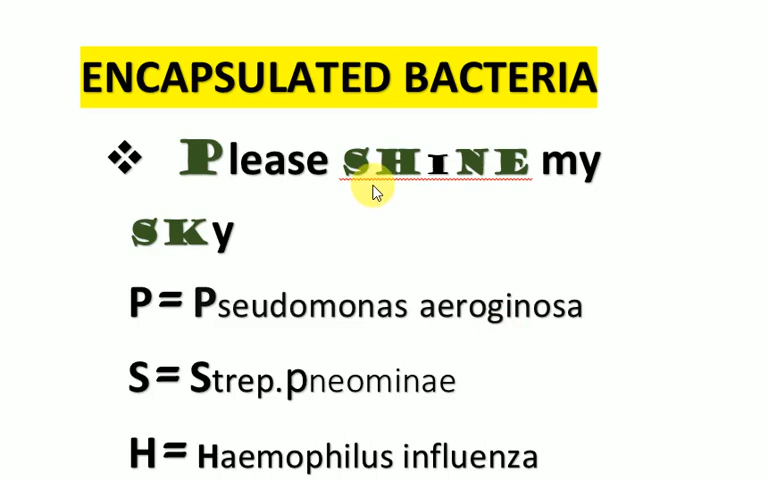 ENCAPSULATED BACTERIA
❖ Please SHiNE my
SKy
P= Pseudomonas aeroginosa
S= Strep.pneominae
H= Haemophilus influenza